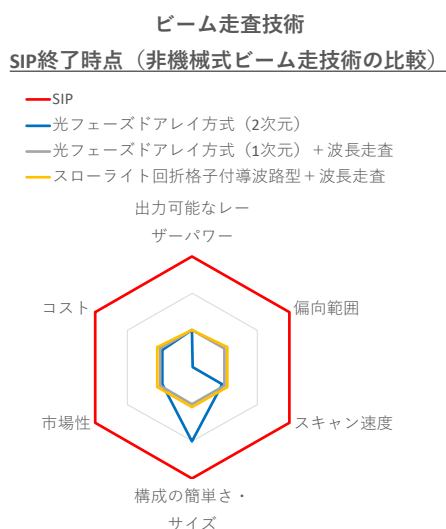 ビーム走査技術
SIP終了時点（非機械式ビーム走技術の比較）
SIP
光フェーズドアレイ方式（2次元）
光フェーズドアレイ方式（1次元）＋波長走査
スローライト回折格子付導波路型＋波長走査
出力可能なレー
ザーパワー
コスト
偏向範囲
市場性
スキャン速度
構成の簡単さ・
サイズ